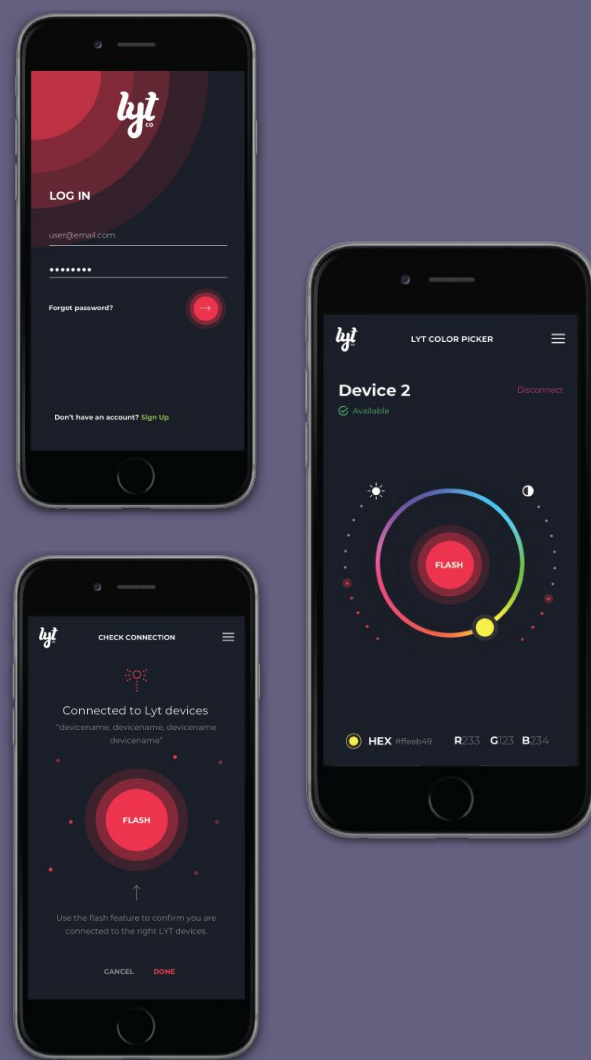 lyt
CO
LOG IN
user@email.com
••••••••
Forgot password?
Don't have an account? Sign Up
lyt
CO
LYT COLOR PICKER
Device 2
Disconnect
Available
FLASH
HEX #ffeeb49 R233 G123 B234
lyt
CO
CHECK CONNECTION
Connected to Lyt devices
"devicename, devicename, devicename
devicename"
FLASH
Use the flash feature to confirm you are
connected to the right LYT devices.
CANCEL DONE